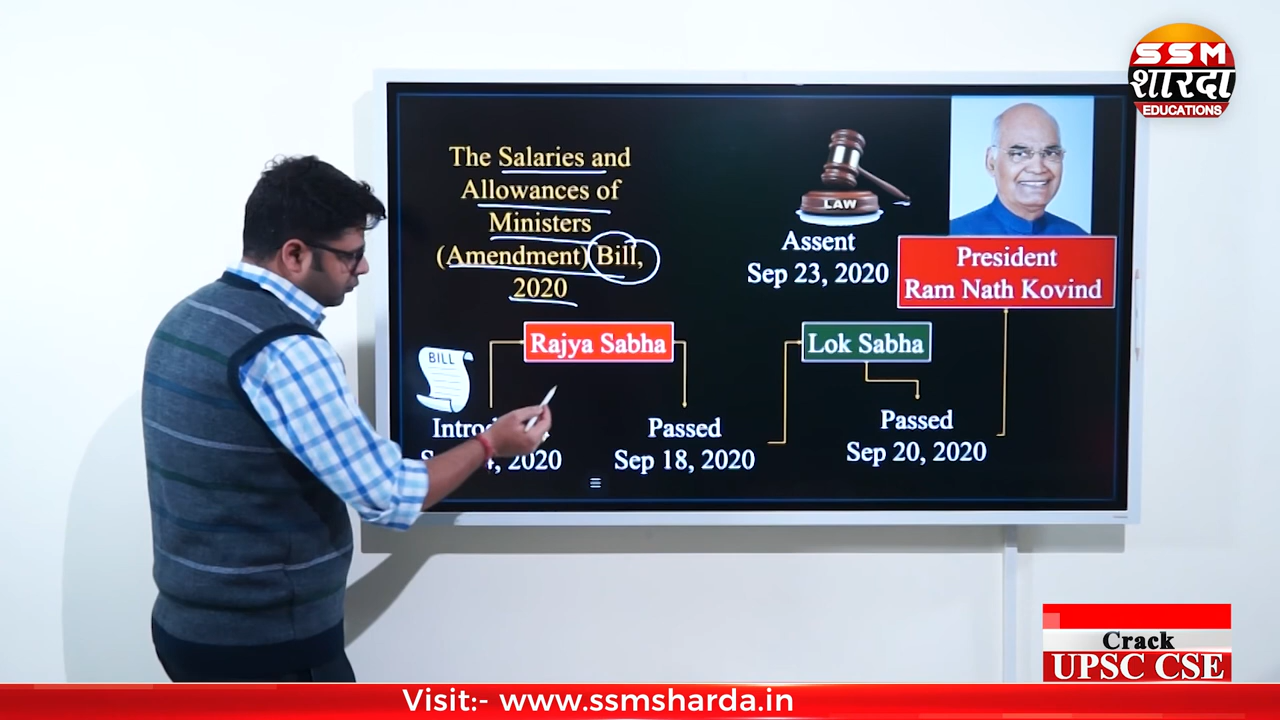 SSM
शारदा
EDUCATIONS
The Salaries and
Allowances of
Ministers
(Amendment) Bill,
2020
LAW
Assent
Sep 23, 2020
President
Ram Nath Kovind
Rajya Sabha
Lok Sabha
BILL
2020
Passed
Sep 18, 2020
Passed
Sep 20, 2020
Crack
UPSC CSE
Visit:- www.ssmsharda.in